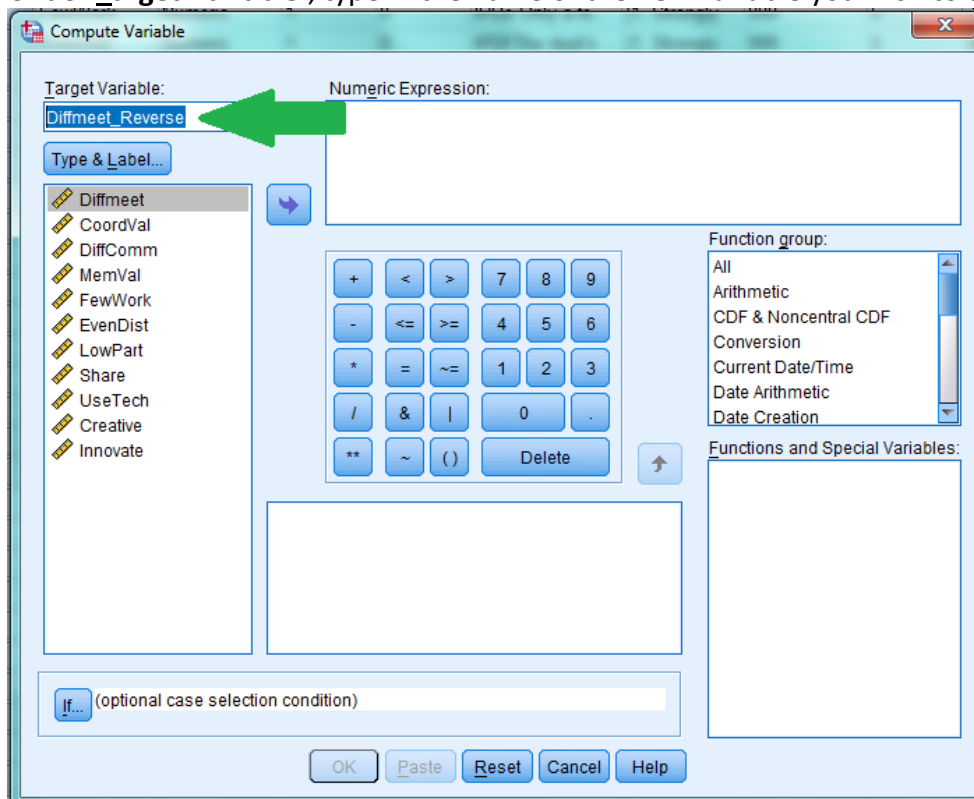 Compute Variable
Target Variable:
Numeric Expression:
Diffmeet_Reverse
Type & Label...
Diffmeet
CoordVal
DiffComm
MemVal
FewWork
EvenDist
LowPart
Share
UseTech
Creative
Innovate
+ < > 7 8 9
- <= >= 4 5 6
* = ~= 1 2 3
/ & | 0 .
** ~ ( ) Delete
Function group:
All
Arithmetic
CDF & Noncentral CDF
Conversion
Current Date/Time
Date Arithmetic
Date Creation
Functions and Special Variables:
If... (optional case selection condition)
OK Paste Reset Cancel Help